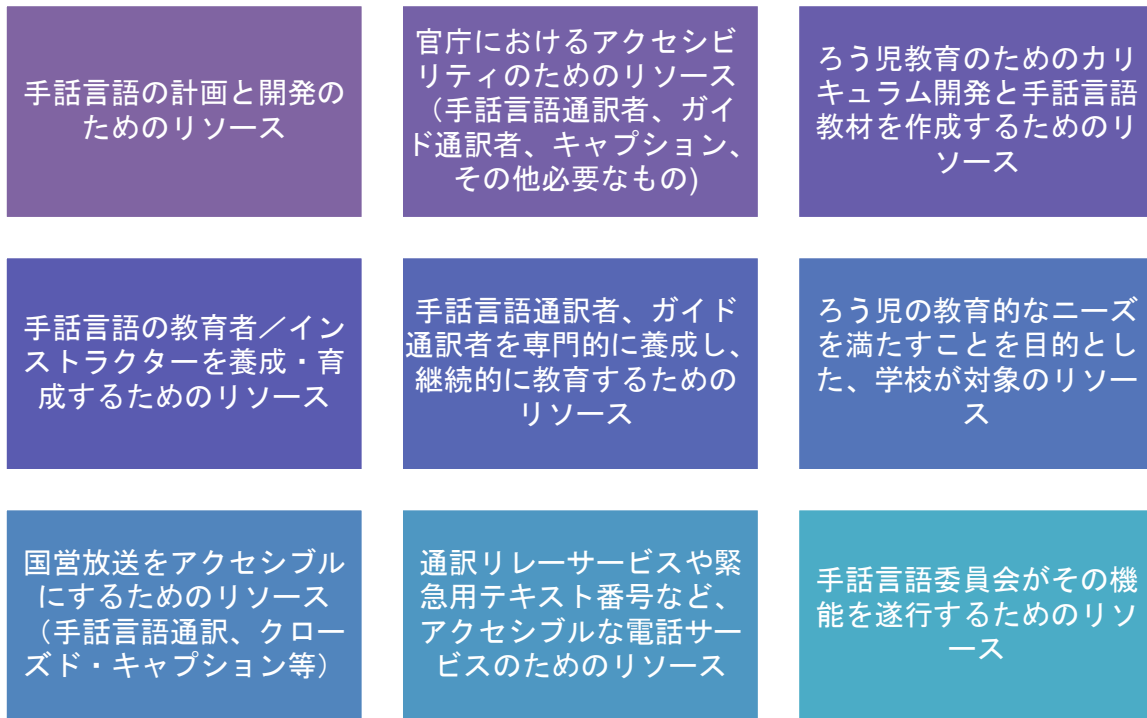 手話言語の計画と開発の
ためのリソース
官庁におけるアクセシビ
リティのためのリソース
（手話言語通訳者、ガイ
ド通訳者、キャプション、
その他必要なもの)
ろう児教育のためのカリ
キュラム開発と手話言語
教材を作成するためのリ
ソース
手話言語の教育者／イン
ストラクターを養成・育
成するためのリソース
手話言語通訳者、ガイド
通訳者を専門的に養成し、
継続的に教育するための
リソース
ろう児の教育的なニーズ
を満たすことを目的とし
た、学校が対象のリソー
ス
国営放送をアクセシブル
にするためのリソース
（手話言語通訳、クロー
ズド・キャプション等）
通訳リレーサービスや緊
急用テキスト番号など、
アクセシブルな電話サー
ビスのためのリソース
手話言語委員会がその機
能を遂行するためのリソ
ース